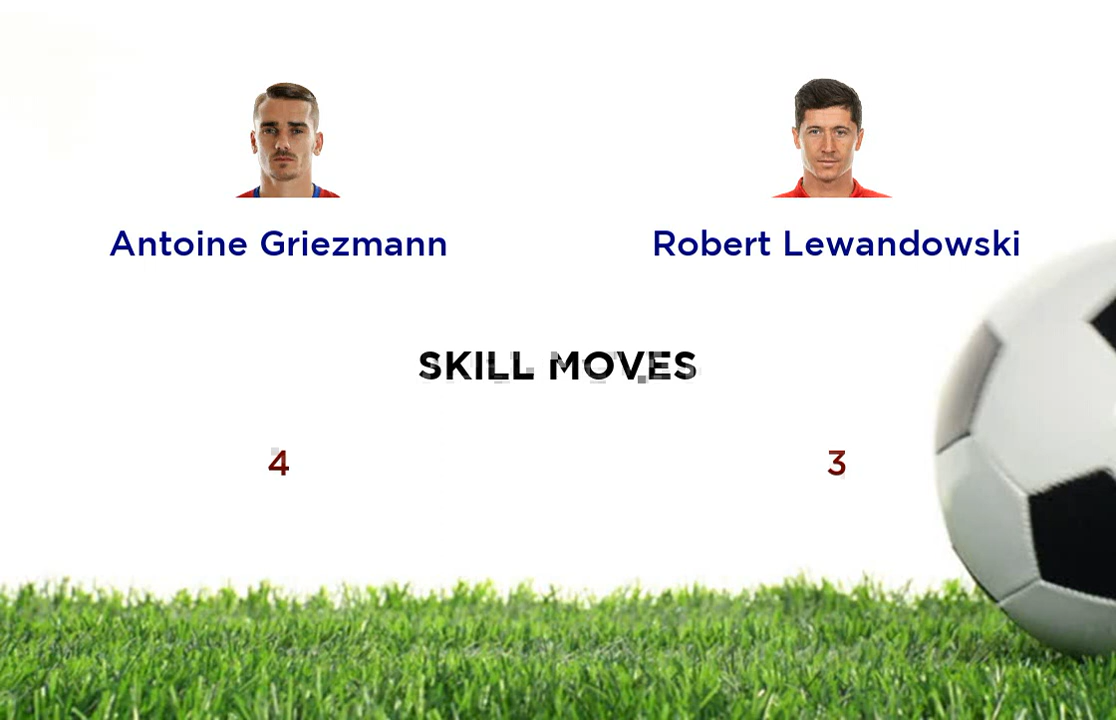 Antoine Griezmann
Robert Lewandowski
SKILL MOVES
4
3